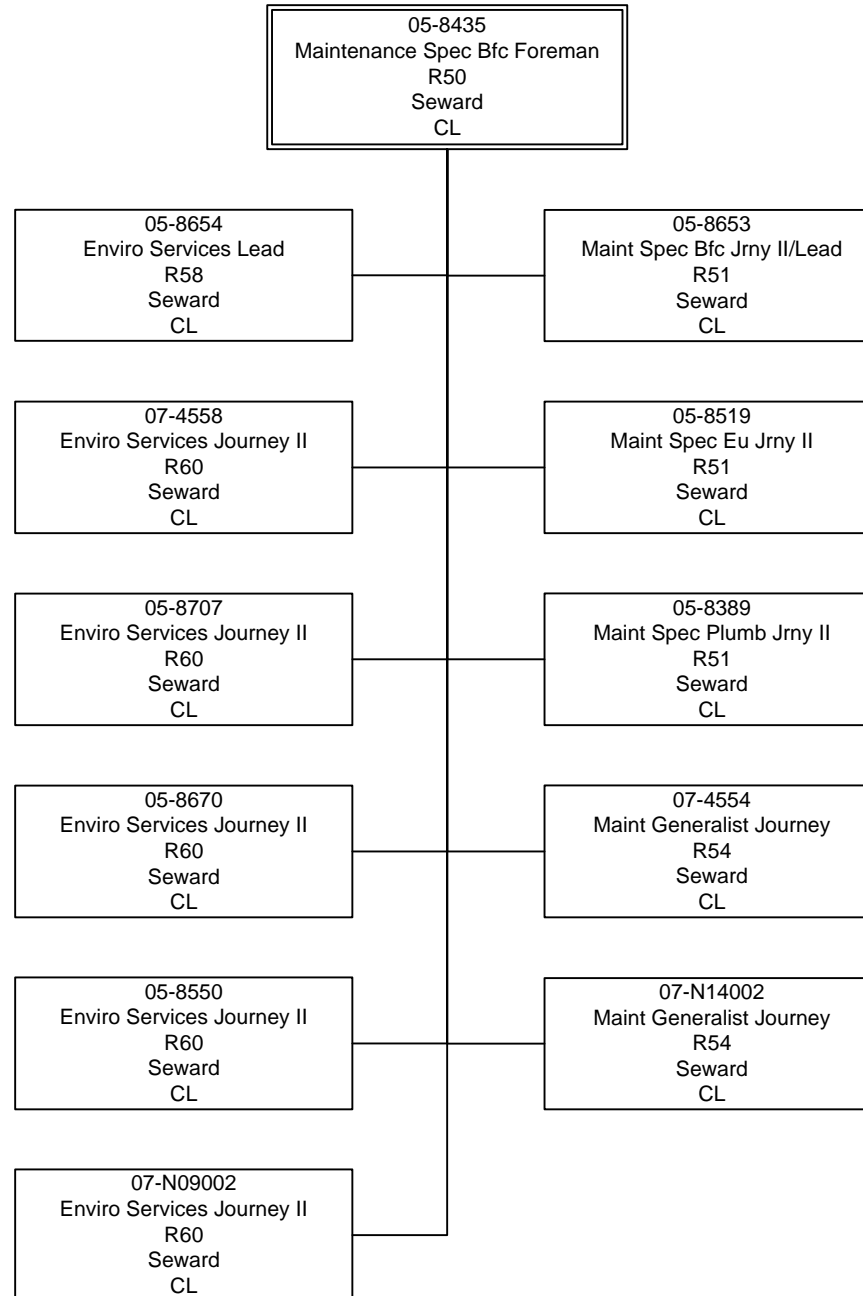 05-8435
Maintenance Spec Bfc Foreman
R50
Seward
CL
05-8654
Enviro Services Lead
R58
Seward
CL
05-8653
Maint Spec Bfc Jrny II/Lead
R51
Seward
CL
07-4558
Enviro Services Journey II
R60
Seward
CL
05-8519
Maint Spec Eu Jrny II
R51
Seward
CL
05-8707
Enviro Services Journey II
R60
Seward
CL
05-8389
Maint Spec Plumb Jrny II
R51
Seward
CL
05-8670
Enviro Services Journey II
R60
Seward
CL
07-4554
Maint Generalist Journey
R54
Seward
CL
05-8550
Enviro Services Journey II
R60
Seward
CL
07-N14002
Maint Generalist Journey
R54
Seward
CL
07-N09002
Enviro Services Journey II
R60
Seward
CL